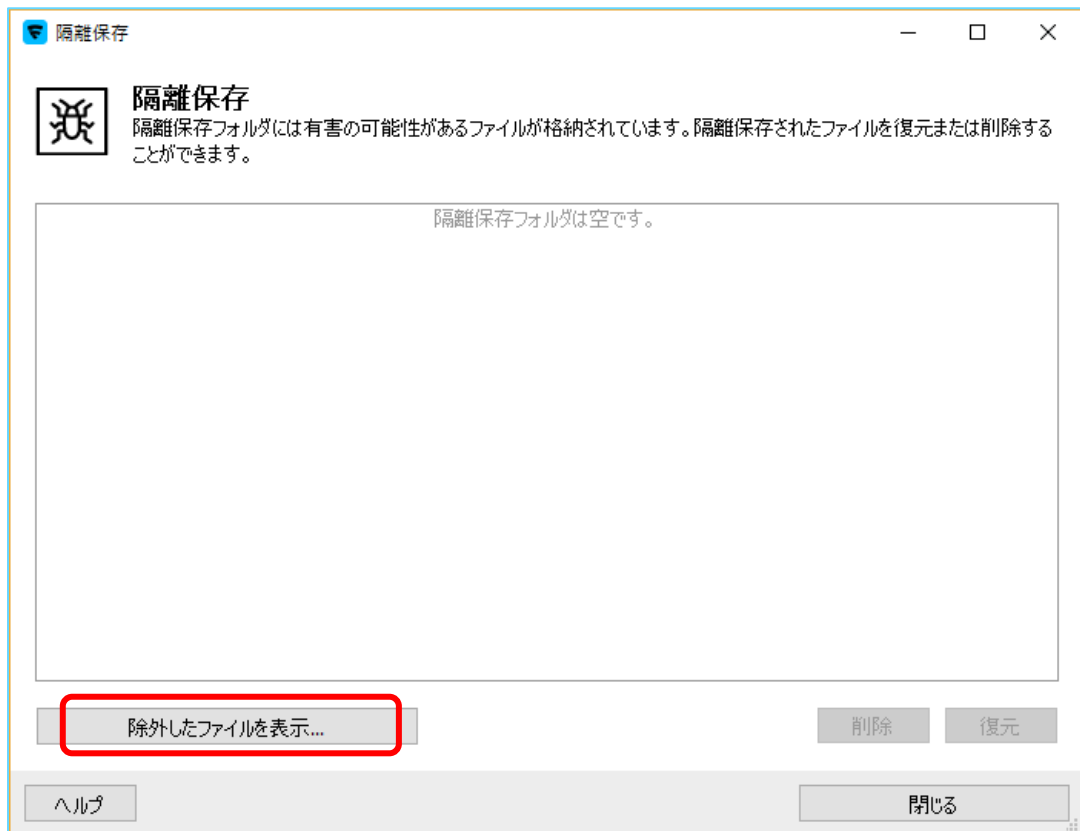 隔離保存
隔離保存
隔離保存フォルダには有害の可能性があるファイルが格納されています。隔離保存されたファイルを復元または削除する
ことができます。
隔離保存フォルダは空です。
除外したファイルを表示...
削除
復元
ヘルプ
閉じる